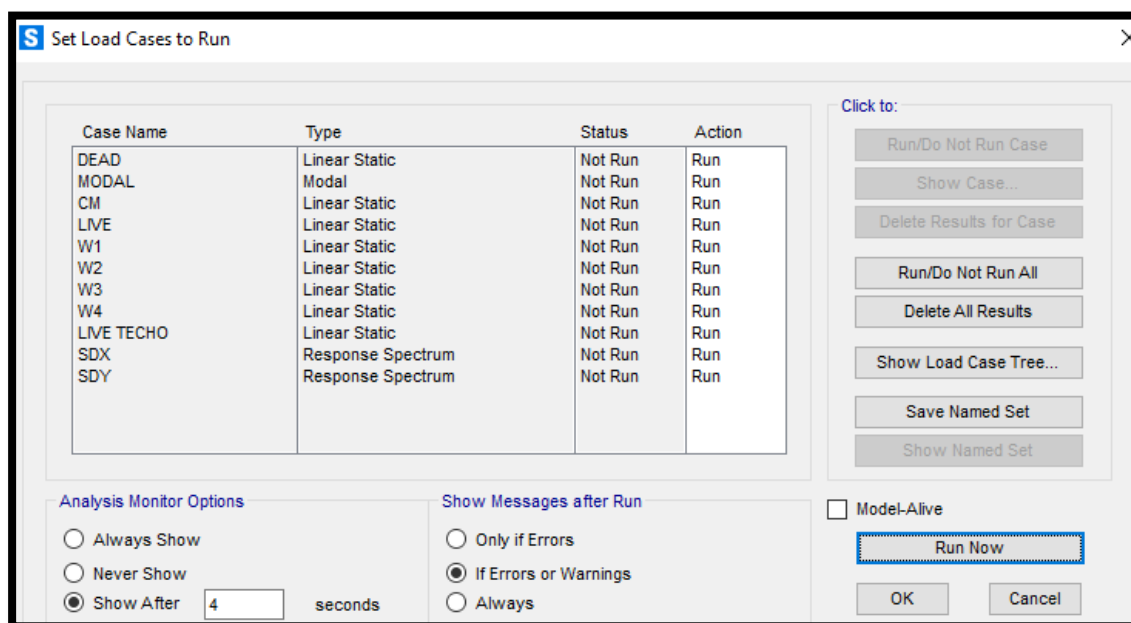 S Set Load Cases to Run
Click to:
Case Name Type Status Action
DEAD Linear Static Not Run Run
MODAL Modal Not Run Run
CM Linear Static Not Run Run
LIVE Linear Static Not Run Run
W1 Linear Static Not Run Run
W2 Linear Static Not Run Run
W3 Linear Static Not Run Run
W4 Linear Static Not Run Run
LIVE TECHO Linear Static Not Run Run
SDX Response Spectrum Not Run Run
SDY Response Spectrum Not Run Run
Run/Do Not Run Case
Show Case...
Delete Results for Case
Run/Do Not Run All
Delete All Results
Show Load Case Tree...
Save Named Set
Show Named Set
Analysis Monitor Options
Always Show
Never Show
Show After 4 seconds
Show Messages after Run
Only if Errors
If Errors or Warnings
Always
Model-Alive
Run Now
OK Cancel